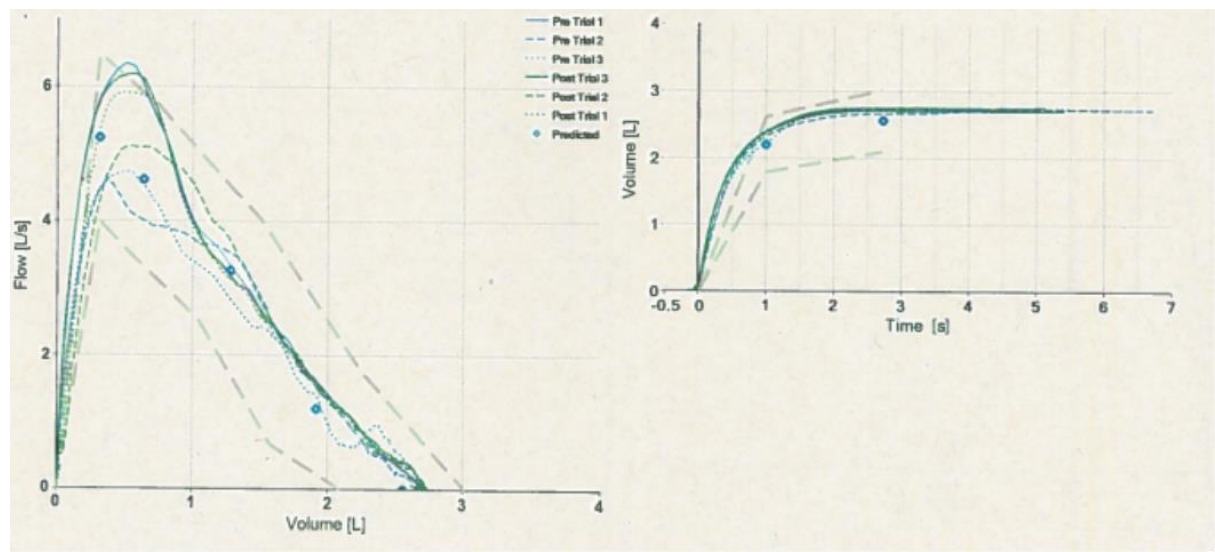 Pre Trial 1
Pre Trial 2
Pre Trial 3
Post Trial 3
Post Trial 2
Post Trial 1
Predicted
6
4
2
0
Flow [L/s]
0 1 2 3 4
Volume [L]
4
3
2
1
0
Volume [L]
-0.5 0 1 2 3 4 5 6 7
Time [s]